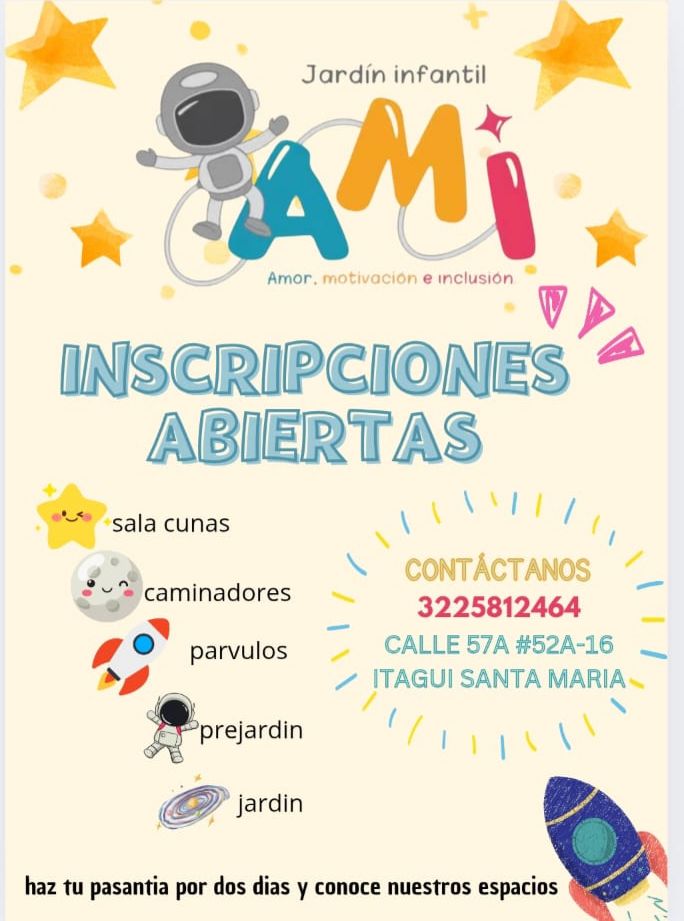 Jardín infantil
AMi
Amor, motivación e inclusión
INSCRIPCIONES
ABIERTAS
sala cunas
caminadores
parvulos
prejardin
jardin
CONTÁCTANOS
3225812464
CALLE 57A #52A-16
ITAGUI SANTA MARIA
haz tu pasantia por dos dias y conoce nuestros espacios